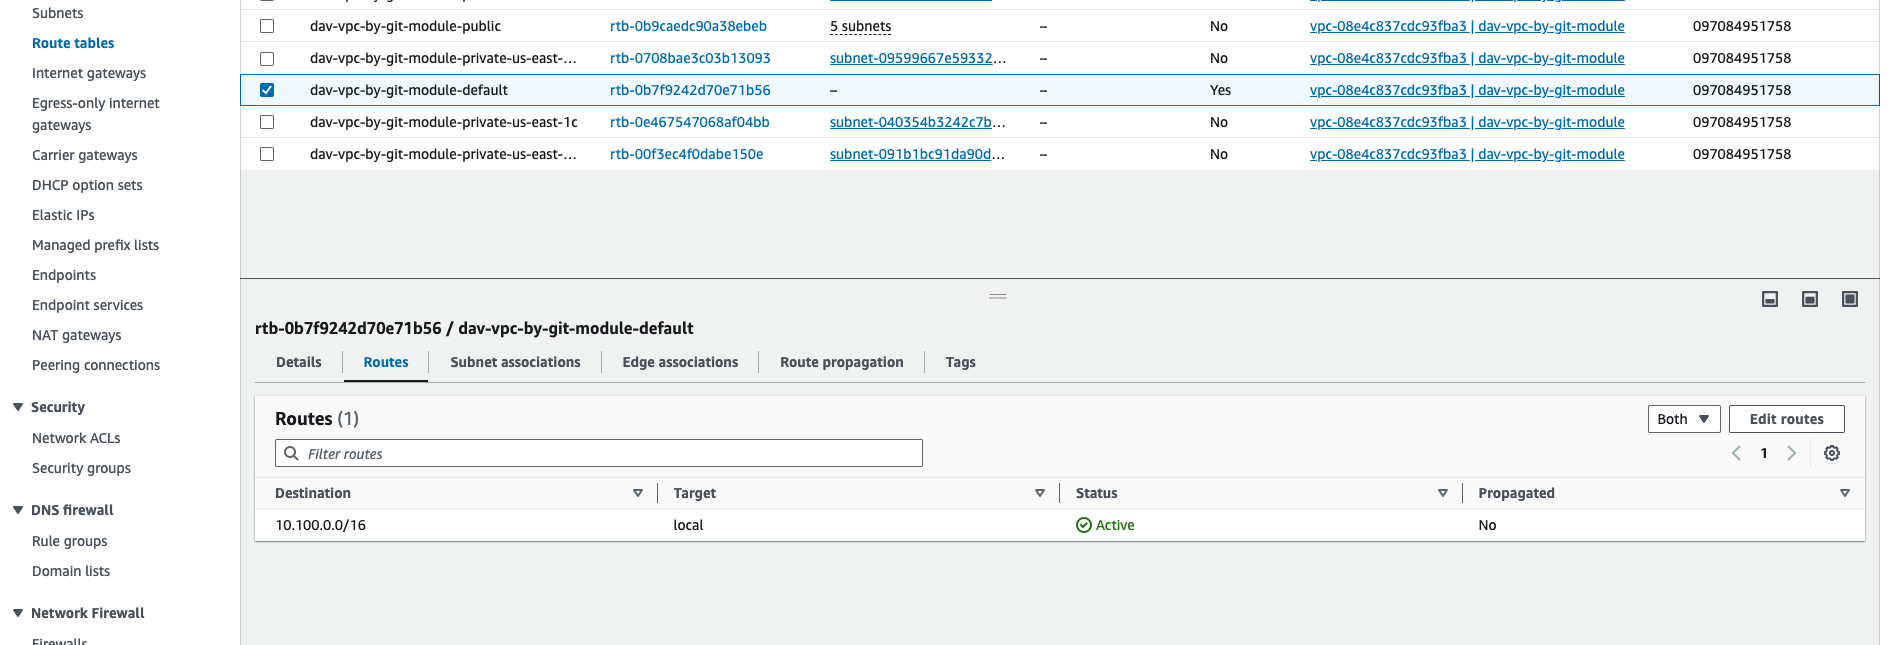 Subnets
Route tables
Internet gateways
Egress-only internet
gateways
Carrier gateways
DHCP option sets
Elastic IPs
Managed prefix lists
Endpoints
Endpoint services
NAT gateways
Peering connections
Security
Network ACLs
Security groups
DNS firewall
Rule groups
Domain lists
Network Firewall
Firewalls
dav-vpc-by-git-module-public rtb-0b9caedc90a38ebeb 5 subnets – No vpc-08e4c837cdc93fba3 | dav-vpc-by-git-module 097084951758
dav-vpc-by-git-module-private-us-east-... rtb-0708bae3c03b13093 subnet-09599667e59332... – No vpc-08e4c837cdc93fba3 | dav-vpc-by-git-module 097084951758
dav-vpc-by-git-module-default rtb-0b7f9242d70e71b56 – – Yes vpc-08e4c837cdc93fba3 | dav-vpc-by-git-module 097084951758
dav-vpc-by-git-module-private-us-east-1c rtb-0e467547068af04bb subnet-040354b3242c7b... – No vpc-08e4c837cdc93fba3 | dav-vpc-by-git-module 097084951758
dav-vpc-by-git-module-private-us-east-... rtb-00f3ec4f0dabe150e subnet-091b1bc91da90d... – No vpc-08e4c837cdc93fba3 | dav-vpc-by-git-module 097084951758
rtb-0b7f9242d70e71b56 / dav-vpc-by-git-module-default
Details Routes Subnet associations Edge associations Route propagation Tags
Routes (1) Both Edit routes
Filter routes 1
Destination Target Status Propagated
10.100.0.0/16 local Active No